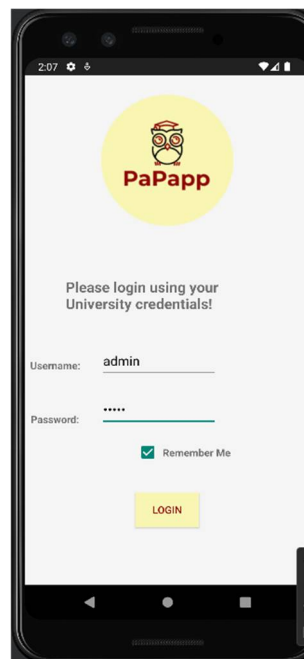 2:07
PaPapp
Please login using your
University credentials!
Username: admin
Password: •••••
Remember Me
LOGIN